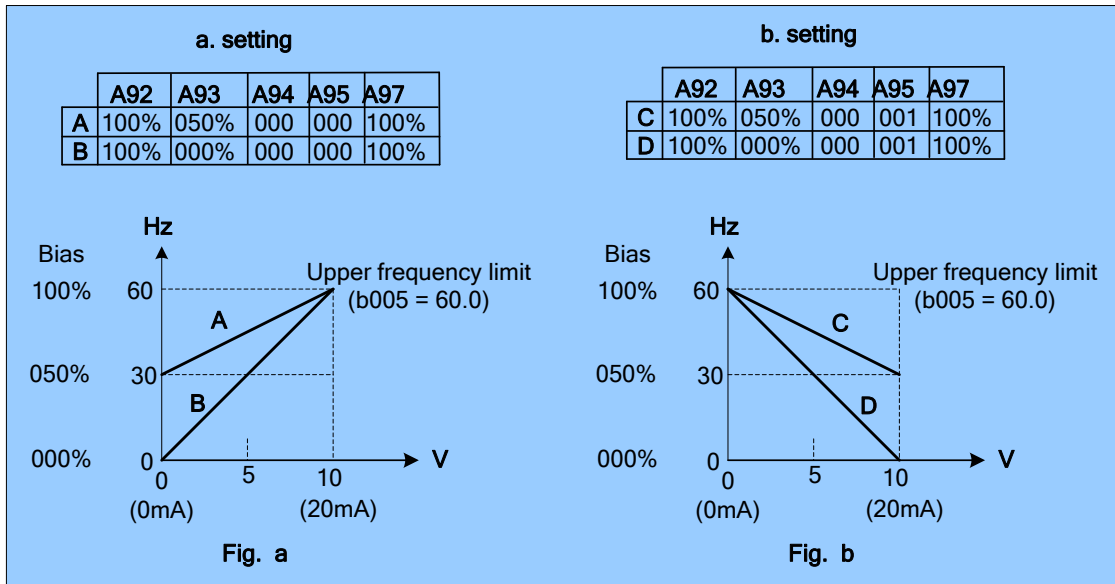 a. setting
A92 A93 A94 A95 A97
A 100% 050% 000 000 100%
B 100% 000% 000 000 100%
Hz
Bias
100% 60
Upper frequency limit
(b005 = 60.0)
A
050% 30
B
000% 0
0 5 10 V
(0mA) (20mA)
Fig. a
b. setting
A92 A93 A94 A95 A97
C 100% 050% 000 001 100%
D 100% 000% 000 001 100%
Hz
Bias
100% 60
Upper frequency limit
(b005 = 60.0)
C
050% 30
D
000% 0
0 5 10 V
(0mA) (20mA)
Fig. b